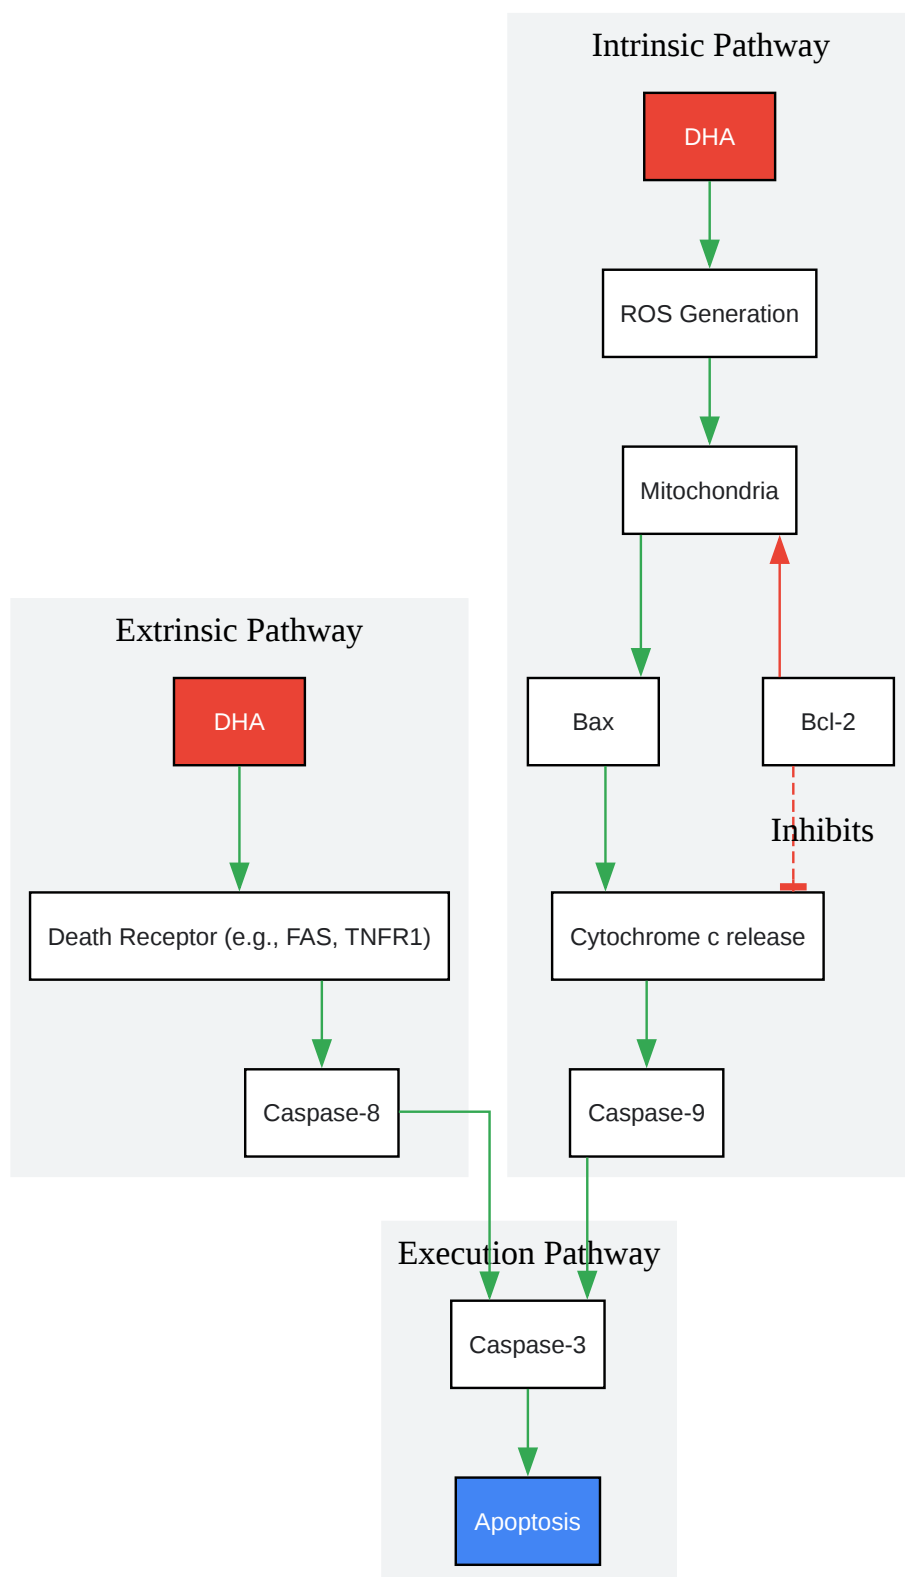 Intrinsic Pathway
DHA
ROS Generation
Mitochondria
Bax
Bcl-2
Inhibits
Cytochrome c release
Caspase-9
Extrinsic Pathway
DHA
Death Receptor (e.g., FAS, TNFR1)
Caspase-8
Execution Pathway
Caspase-3
Apoptosis